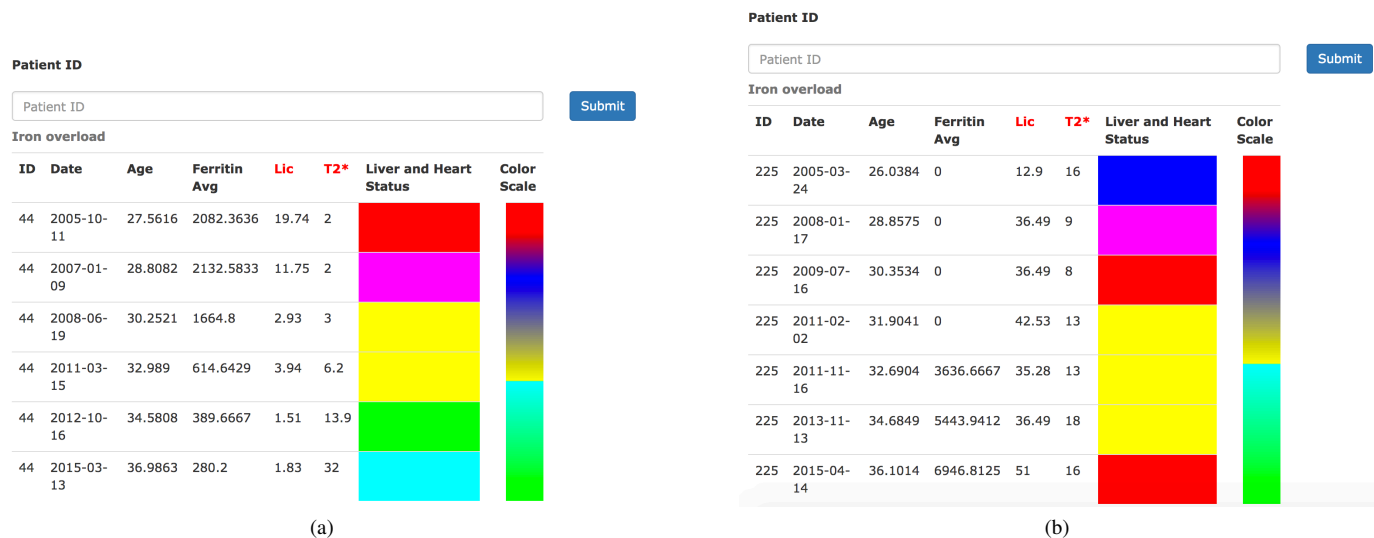 Patient ID
Patient ID Submit
Iron overload
ID Date Age Ferritin Lic T2* Liver and Heart Color
Avg Status Scale
44 2005-10- 27.5616 2082.3636 19.74 2
11
44 2007-01- 28.8082 2132.5833 11.75 2
09
44 2008-06- 30.2521 1664.8 2.93 3
19
44 2011-03- 32.989 614.6429 3.94 6.2
15
44 2012-10- 34.5808 389.6667 1.51 13.9
16
44 2015-03- 36.9863 280.2 1.83 32
13
(a)
Patient ID
Patient ID Submit
Iron overload
ID Date Age Ferritin Lic T2* Liver and Heart Color
Avg Status Scale
225 2005-03- 26.0384 0 12.9 16
24
225 2008-01- 28.8575 0 36.49 9
17
225 2009-07- 30.3534 0 36.49 8
16
225 2011-02- 31.9041 0 42.53 13
02
225 2011-11- 32.6904 3636.6667 35.28 13
16
225 2013-11- 34.6849 5443.9412 36.49 18
13
225 2015-04- 36.1014 6946.8125 51 16
14
(b)